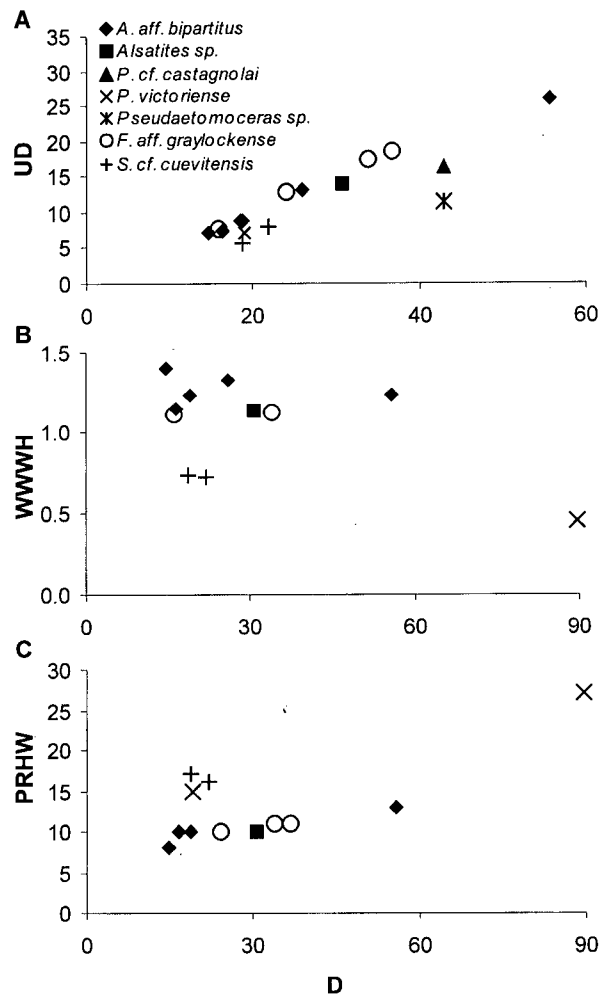 A
35
30
25
20
15
10
5
0
UD
A. aff. bipartitus
Alsatites sp.
P. cf. castagnolai
P. victoriense
Pseudaetomoceras sp.
F. aff. graylockense
S. cf. cuevitensis
0 20 40 60
B
1.5
1.0
0.5
0.0
WWWH
0 30 60 90
C
30
25
20
15
10
5
0
PRHW
0 30 60 90
D